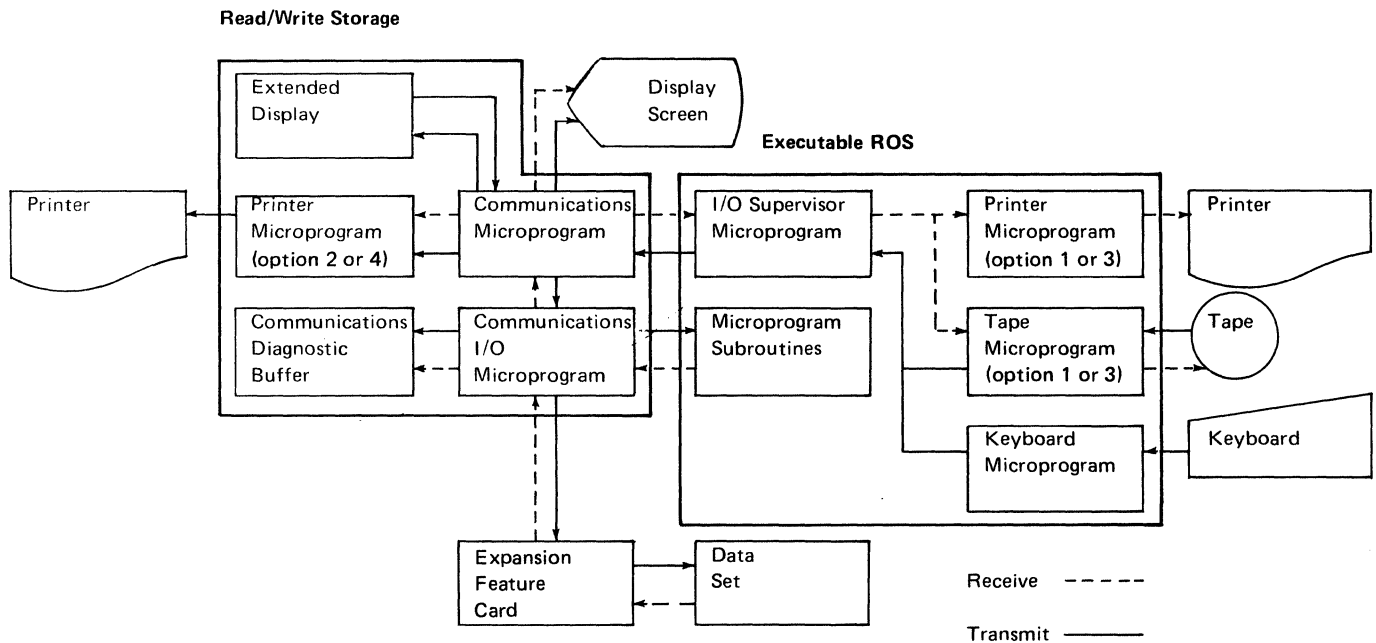 Read/Write Storage
Extended
Display
Display
Screen
Executable ROS
Printer
Printer
Microprogram
(option 2 or 4)
Communications
Microprogram
I/O Supervisor
Microprogram
Printer
Microprogram
(option 1 or 3)
Printer
Communications
Diagnostic
Buffer
Communications
I/O
Microprogram
Microprogram
Subroutines
Tape
Microprogram
(option 1 or 3)
Tape
Keyboard
Microprogram
Keyboard
Expansion
Feature
Card
Data
Set
Receive
Transmit